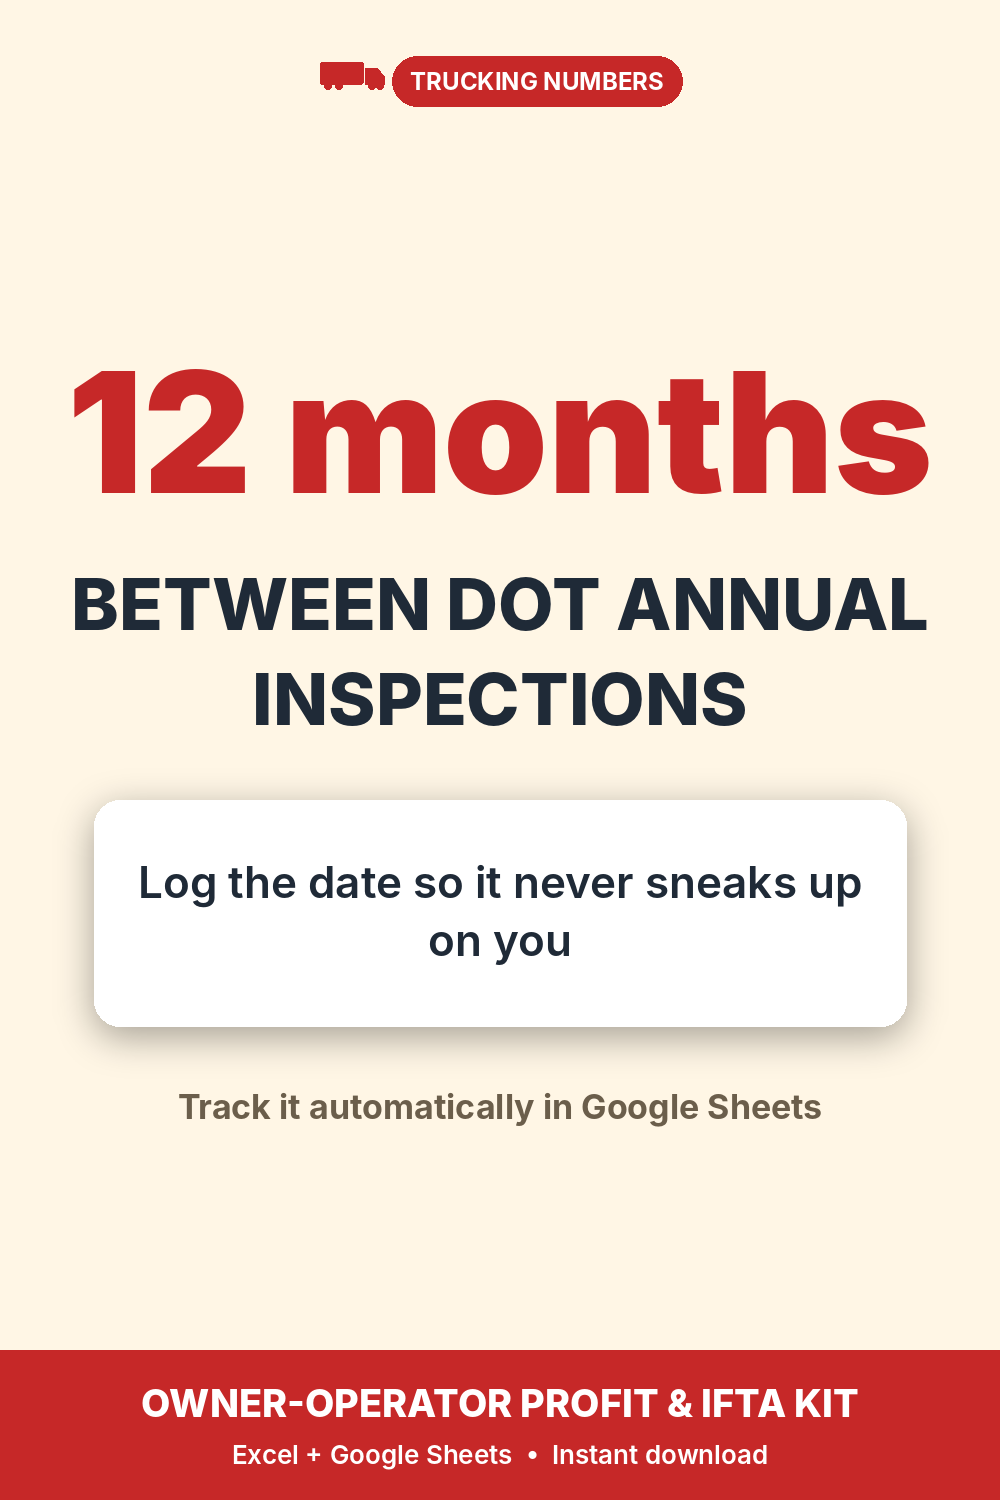 TRUCKING NUMBERS
12 months
BETWEEN DOT ANNUAL
INSPECTIONS
Log the date so it never sneaks up
on you
Track it automatically in Google Sheets
OWNER-OPERATOR PROFIT & IFTA KIT
Excel + Google Sheets • Instant download